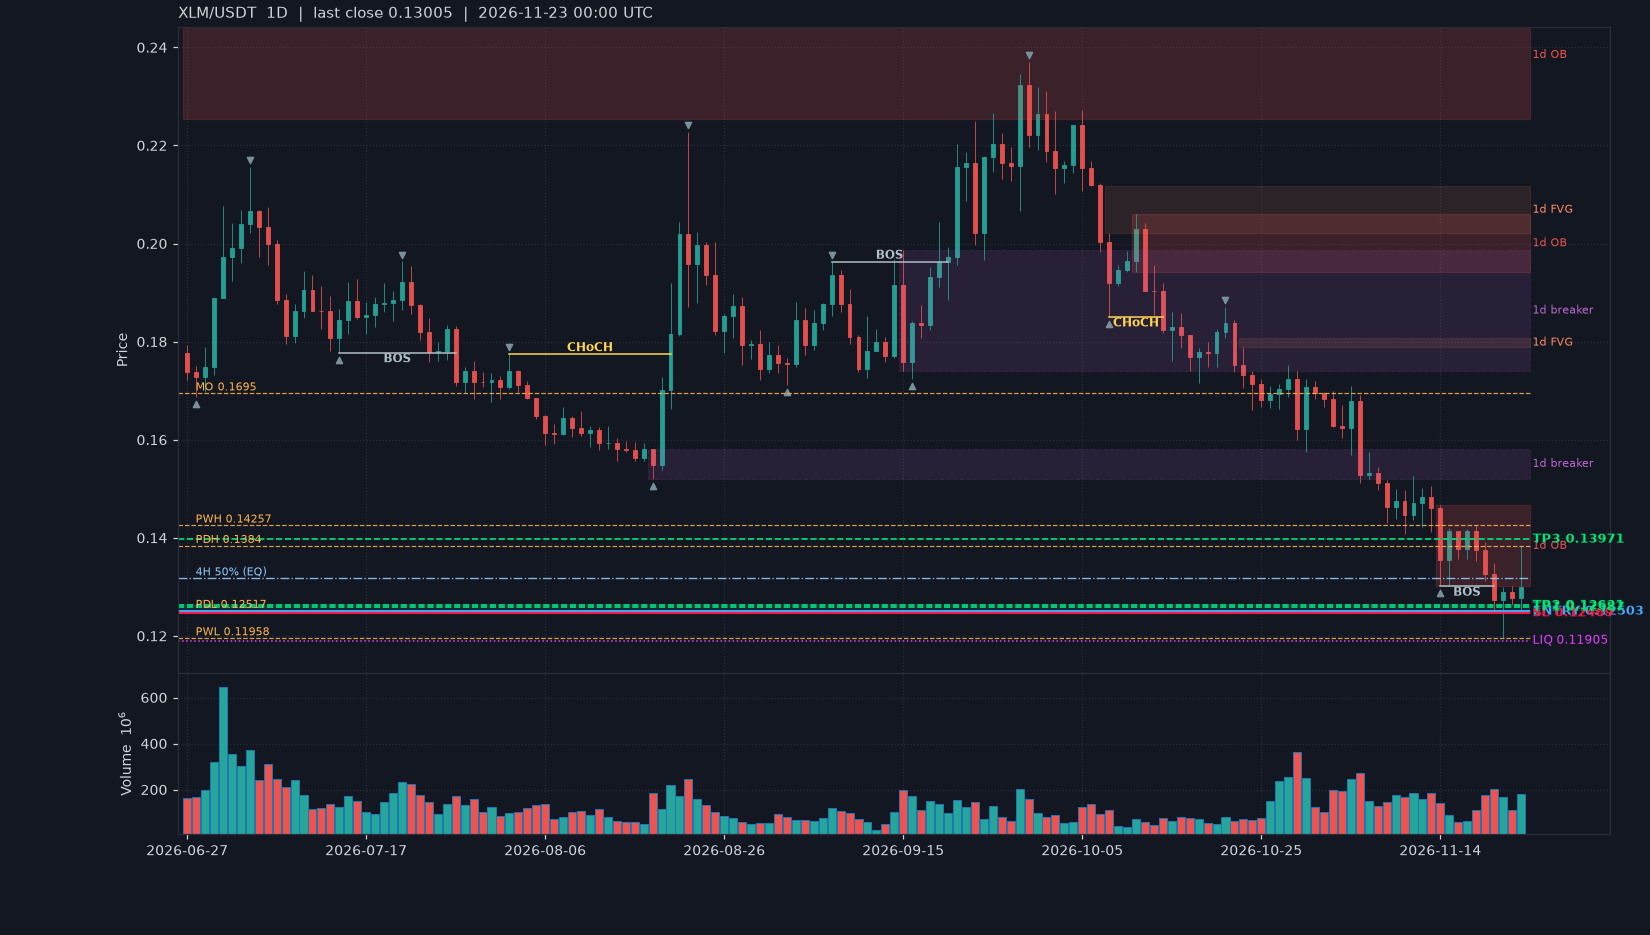 XLM/USDT 1D | last close 0.13005 | 2026-11-23 00:00 UTC
0.24
0.22
0.20
0.18
0.16
0.14
0.12
Price
1d OB
1d FVG
1d OB
1d breaker
1d FVG
1d breaker
1d OB
BOS
CHoCH
BOS
CHoCH
BOS
MO 0.1695
PWH 0.14257
PDH 0.1384
4H 50% (EQ)
PDL 0.12517
PWL 0.11958
TP3 0.13971
LIQ 0.11905
600
400
200
Volume 10⁶
2026-06-27
2026-07-17
2026-08-06
2026-08-26
2026-09-15
2026-10-05
2026-10-25
2026-11-14